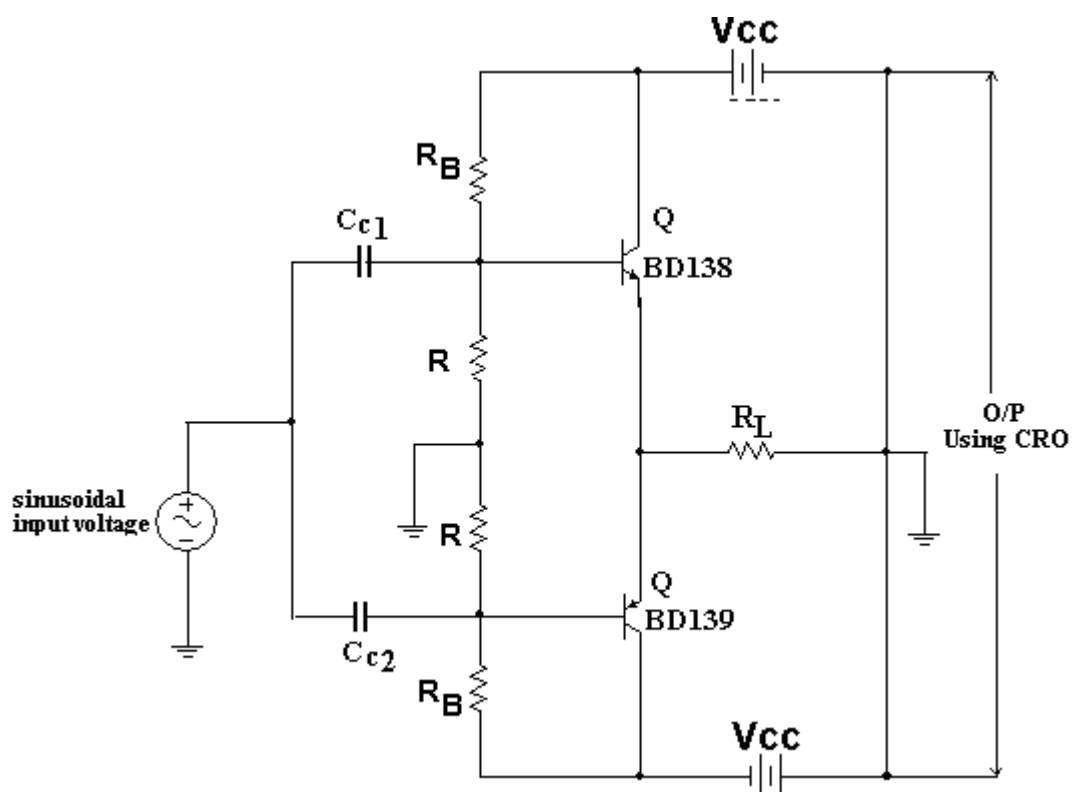 Vcc
RB
Cc1
Q
BD138
R
RL
O/P
Using CRO
sinusoidal
input voltage
R
Q
BD139
Cc2
RB
Vcc